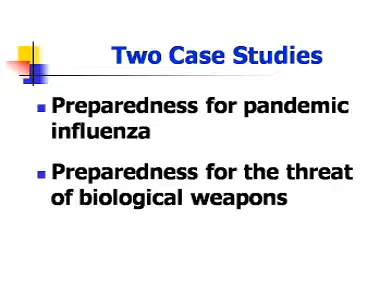 Two Case Studies
Preparedness for pandemic
influenza
Preparedness for the threat
of biological weapons